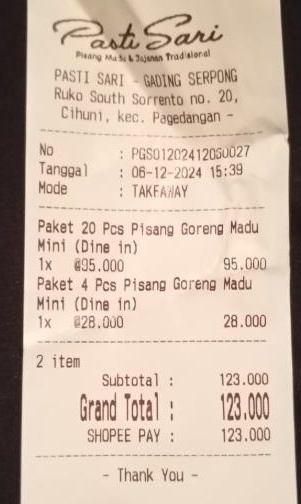 Pasti Sari
Pisang Madu & Jajanan Tradisional
PASTI SARI - GADING SERPONG
Ruko South Sorrento no. 20,
Cihuni, kec. Pagedangan -
No : PGS01202412060027
Tanggal : 06-12-2024 15:39
Mode : TAKEAWAY
Paket 20 Pcs Pisang Goreng Madu
Mini (Dine in)
1x @95.000 95.000
Paket 4 Pcs Pisang Goreng Madu
Mini (Dine in)
1x @28.000 28.000
2 item
Subtotal : 123.000
Grand Total : 123.000
SHOPEE PAY : 123.000
- Thank You -